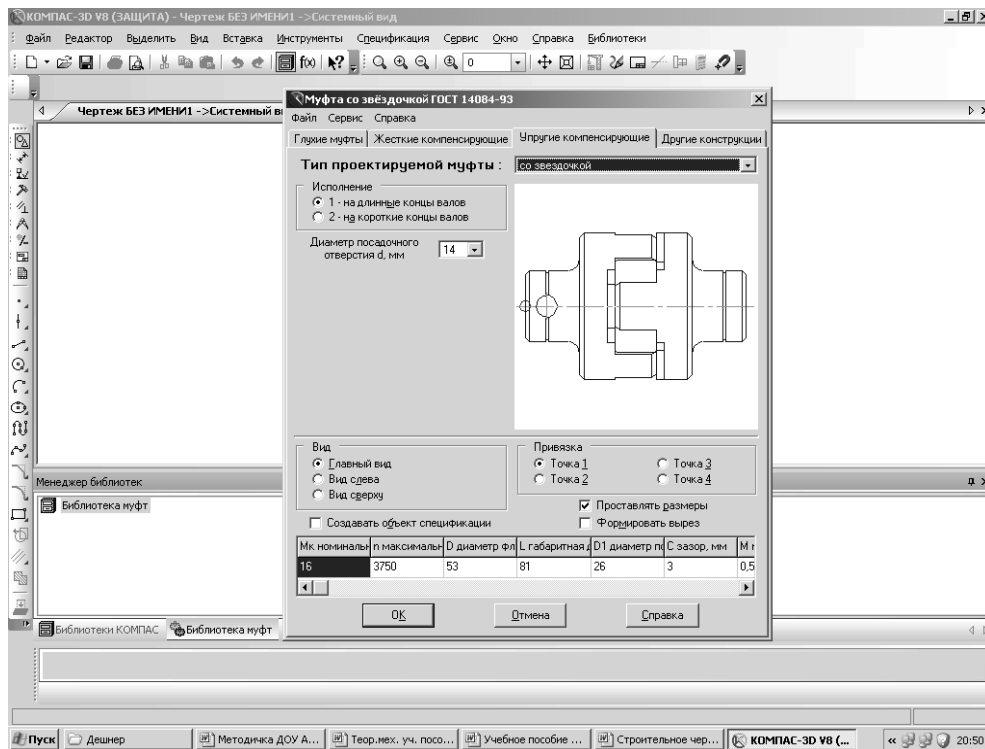 КОМПАС-3D V8 (ЗАЩИТА) - Чертеж БЕЗ ИМЕНИ1 ->Системный вид
Файл Редактор Выделить Вид Вставка Инструменты Спецификация Сервис Окно Справка Библиотеки
f(x) 0
Чертеж БЕЗ ИМЕНИ1 ->Системный в
Муфта со звёздочкой ГОСТ 14084-93
Файл Сервис Справка
Глухие муфты Жесткие компенсирующие Упругие компенсирующие Другие конструкции
Тип проектируемой муфты : со звездочкой
Исполнение
1 - на длинные концы валов
2 - на короткие концы валов
Диаметр посадочного
отверстия d, мм 14
Вид
Главный вид
Вид слева
Вид сверху
Привязка
Точка 1 Точка 3
Точка 2 Точка 4
Проставлять размеры
Создавать объект спецификации Формировать вырез
Мк номинальн n максимальн D диаметр фл L габаритная д D1 диаметр по C зазор, мм М
16 3750 53 81 26 3 0,5
OK Отмена Справка
Менеджер библиотек
Библиотека муфт
Библиотеки КОМПАС Библиотека муфт
Пуск Дешнер Методичка ДОУ А... Теор.мех. уч. посо... Учебное пособие ... Строительное чер... КОМПАС-3D V8 (... « 20:50